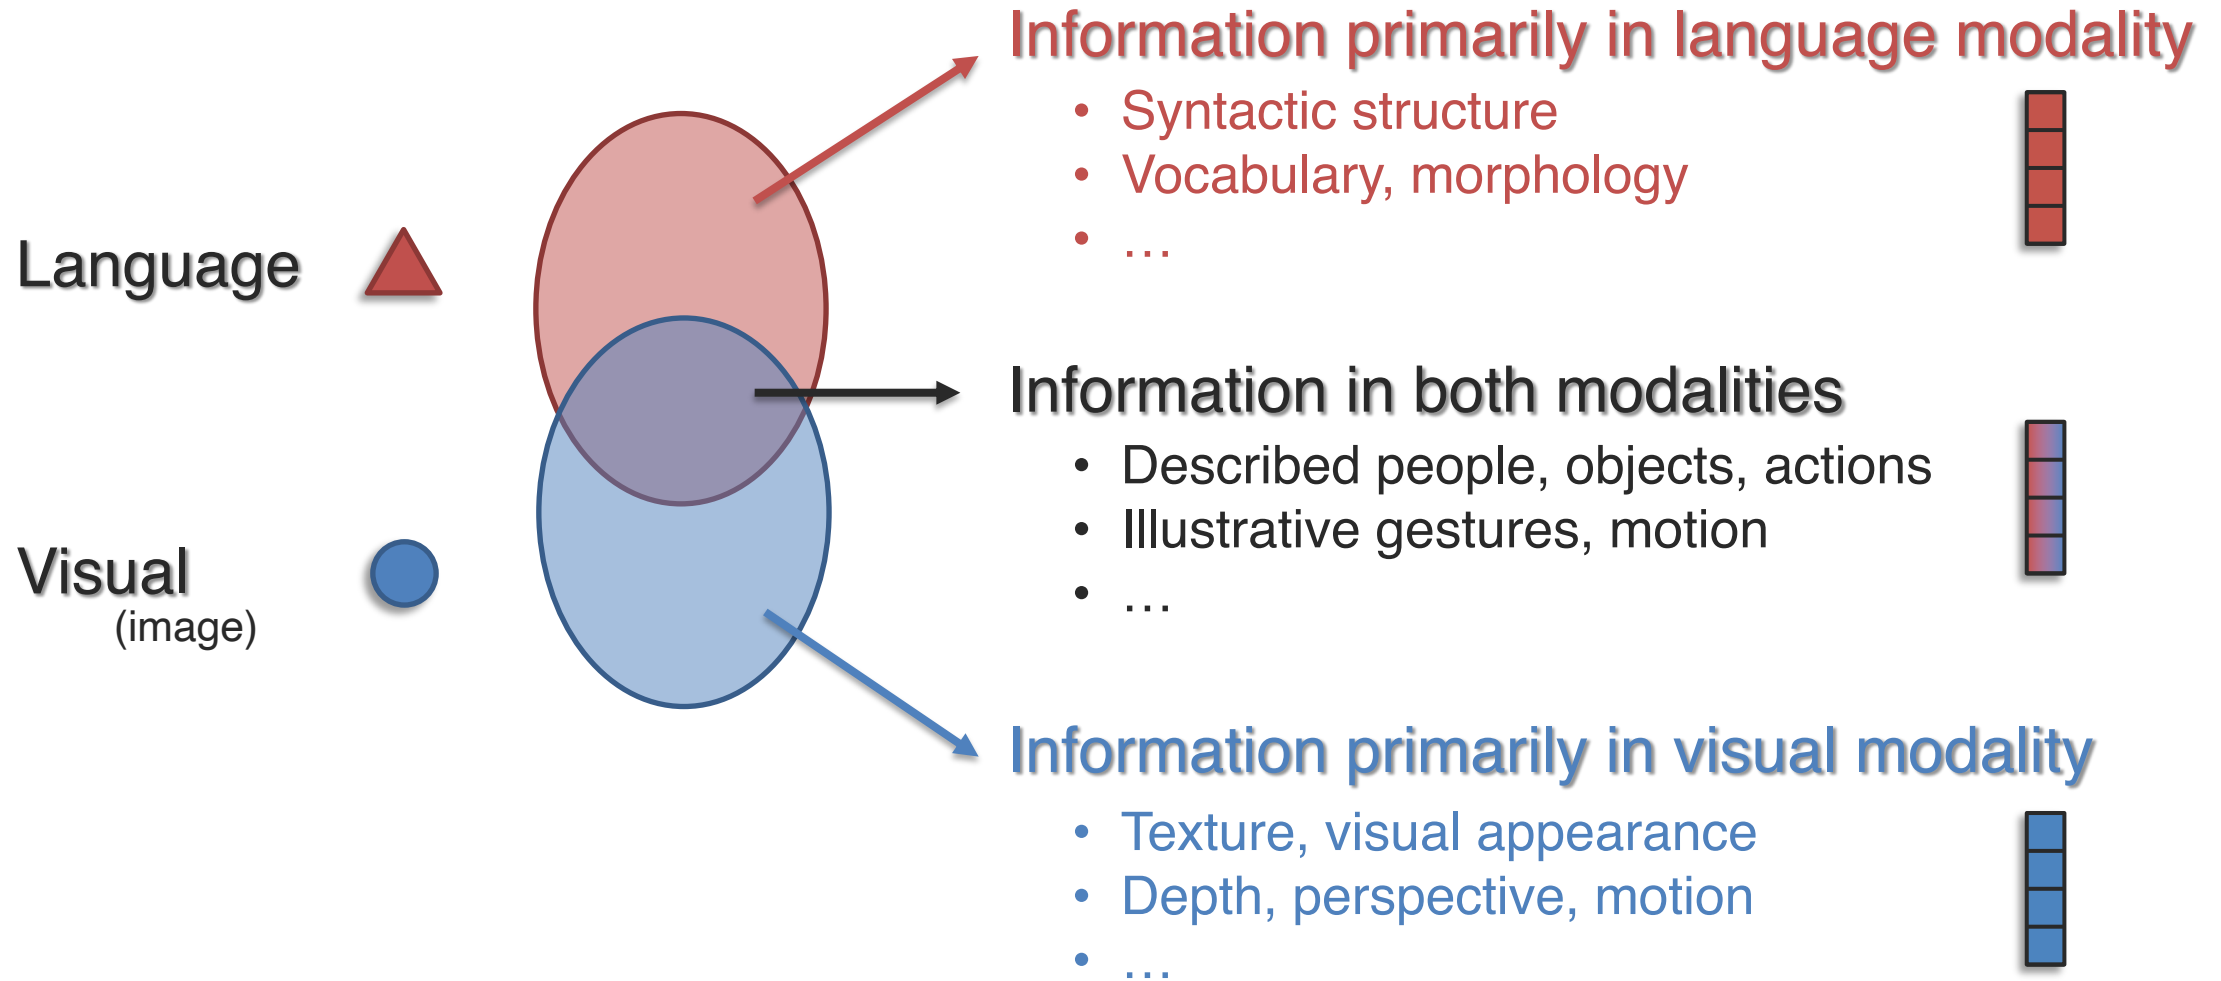 Language
Visual
(image)
Information primarily in language modality
• Syntactic structure
• Vocabulary, morphology
• …
Information in both modalities
• Described people, objects, actions
• Illustrative gestures, motion
• …
Information primarily in visual modality
• Texture, visual appearance
• Depth, perspective, motion
• …